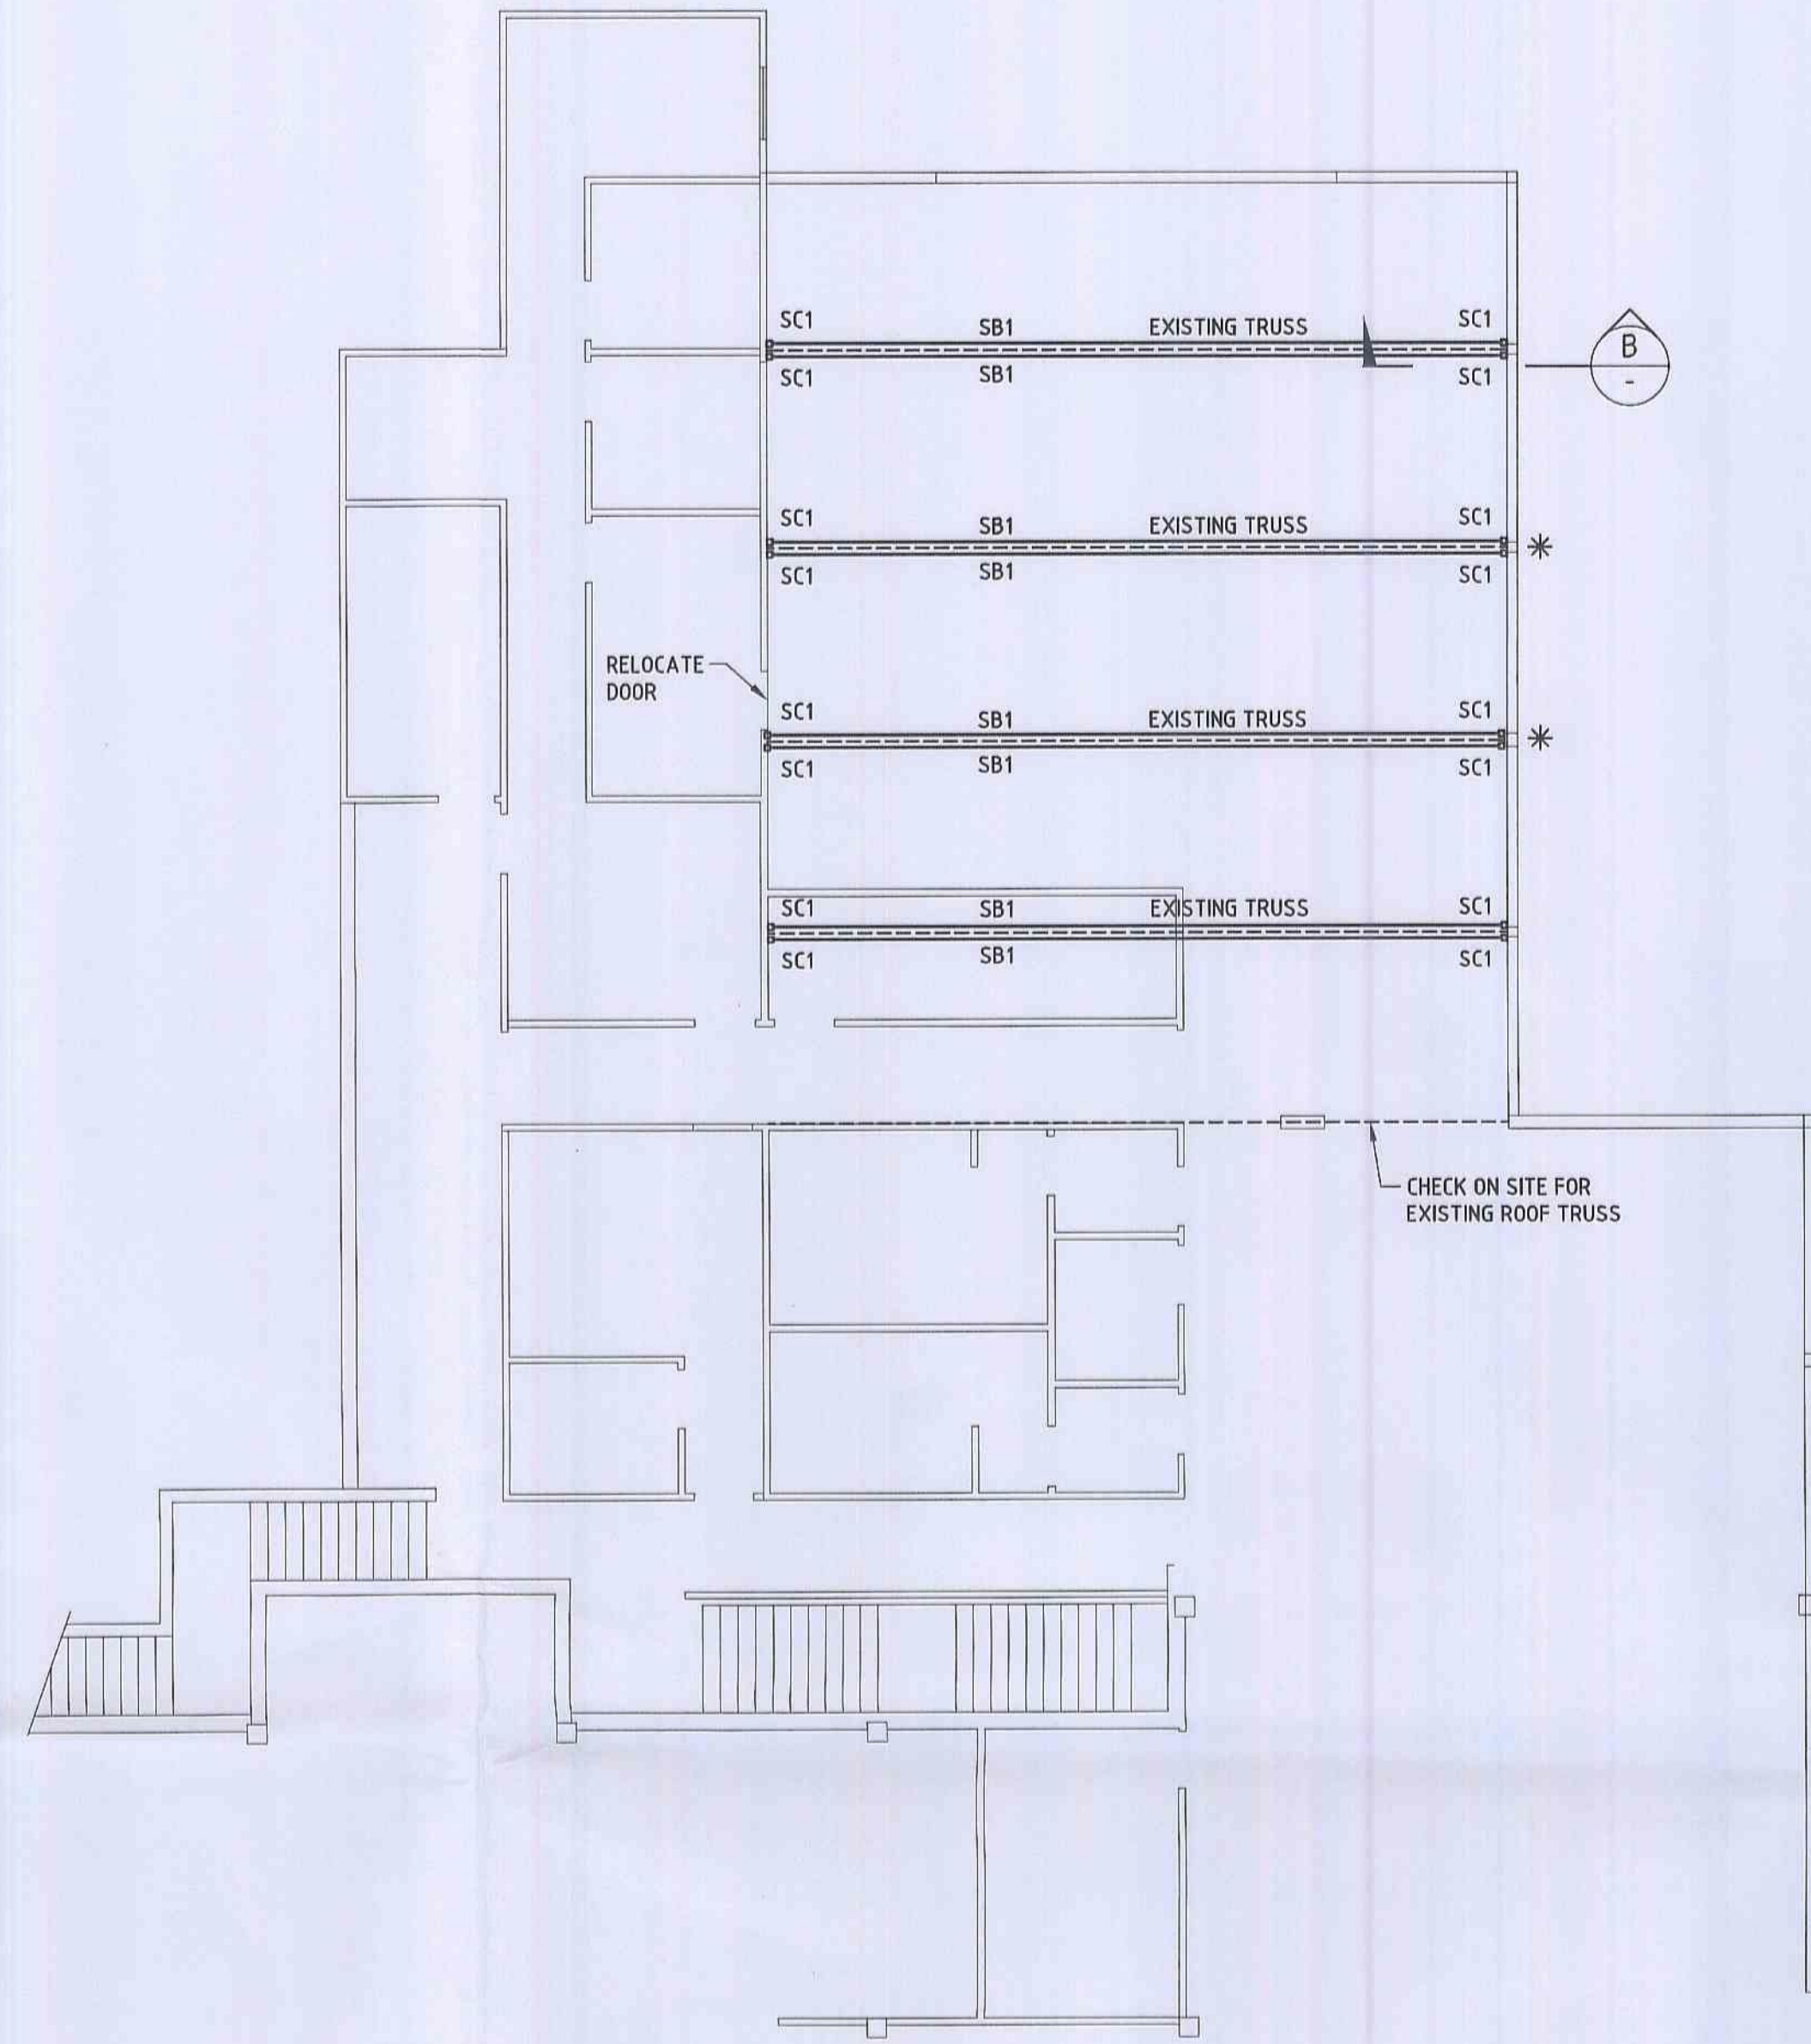 SC1
SB1
EXISTING TRUSS
SC1
SC1
SB1
SC1
B
-
SC1
SB1
EXISTING TRUSS
SC1
SC1
SB1
SC1
RELOCATE
DOOR
SC1
SB1
EXISTING TRUSS
SC1
SC1
SB1
SC1
SC1
SB1
EXISTING TRUSS
SC1
SC1
SB1
SC1
CHECK ON SITE FOR
EXISTING ROOF TRUSS